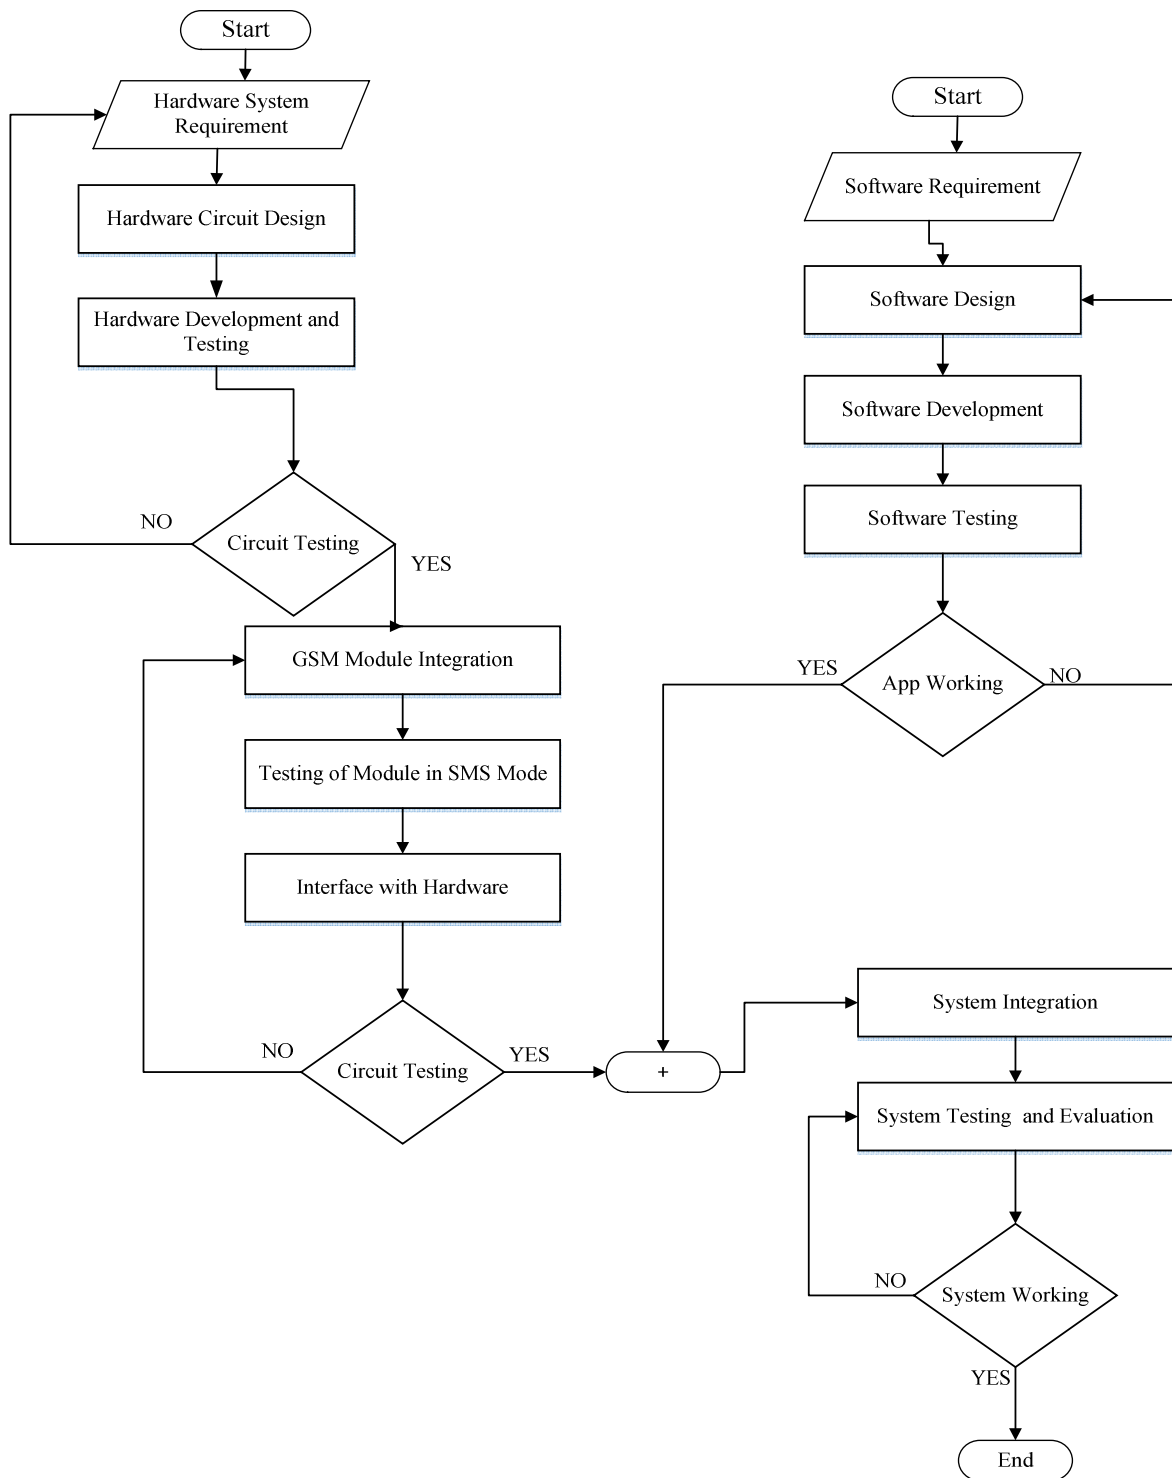 Start
Hardware System
Requirement
Hardware Circuit Design
Hardware Development and
Testing
NO
Circuit Testing
YES
GSM Module Integration
Testing of Module in SMS Mode
Interface with Hardware
NO
Circuit Testing
YES
+
Start
Software Requirement
Software Design
Software Development
Software Testing
YES
App Working
NO
System Integration
System Testing and Evaluation
NO
System Working
YES
End